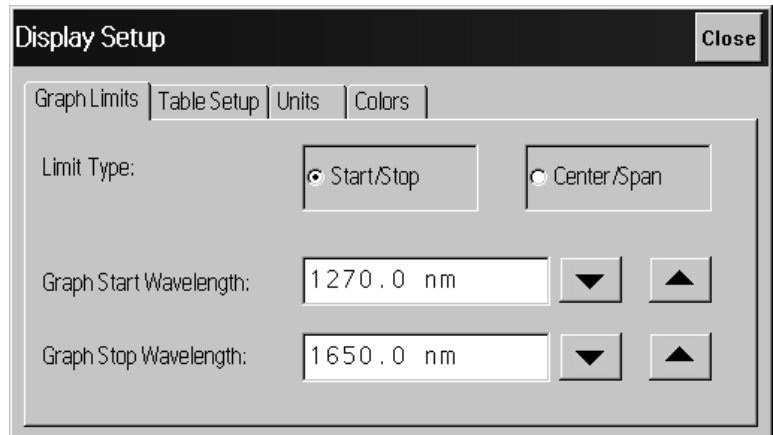 Display Setup Close
Graph Limits Table Setup Units Colors
Limit Type: Start/Stop Center/Span
Graph Start Wavelength: 1270.0 nm
Graph Stop Wavelength: 1650.0 nm